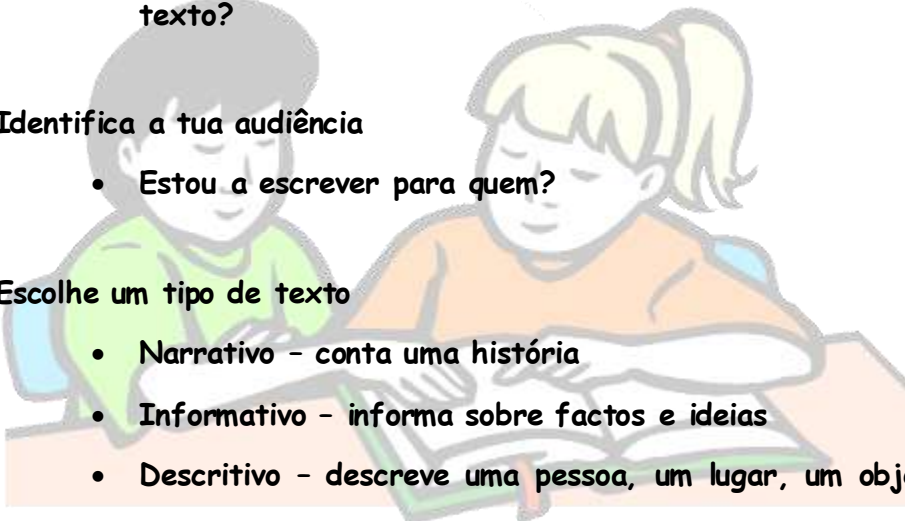 texto?
Identifica a tua audiência
• Estou a escrever para quem?
Escolhe um tipo de texto
• Narrativo – conta uma história
• Informativo – informa sobre factos e ideias
• Descritivo – descreve uma pessoa, um lugar, um